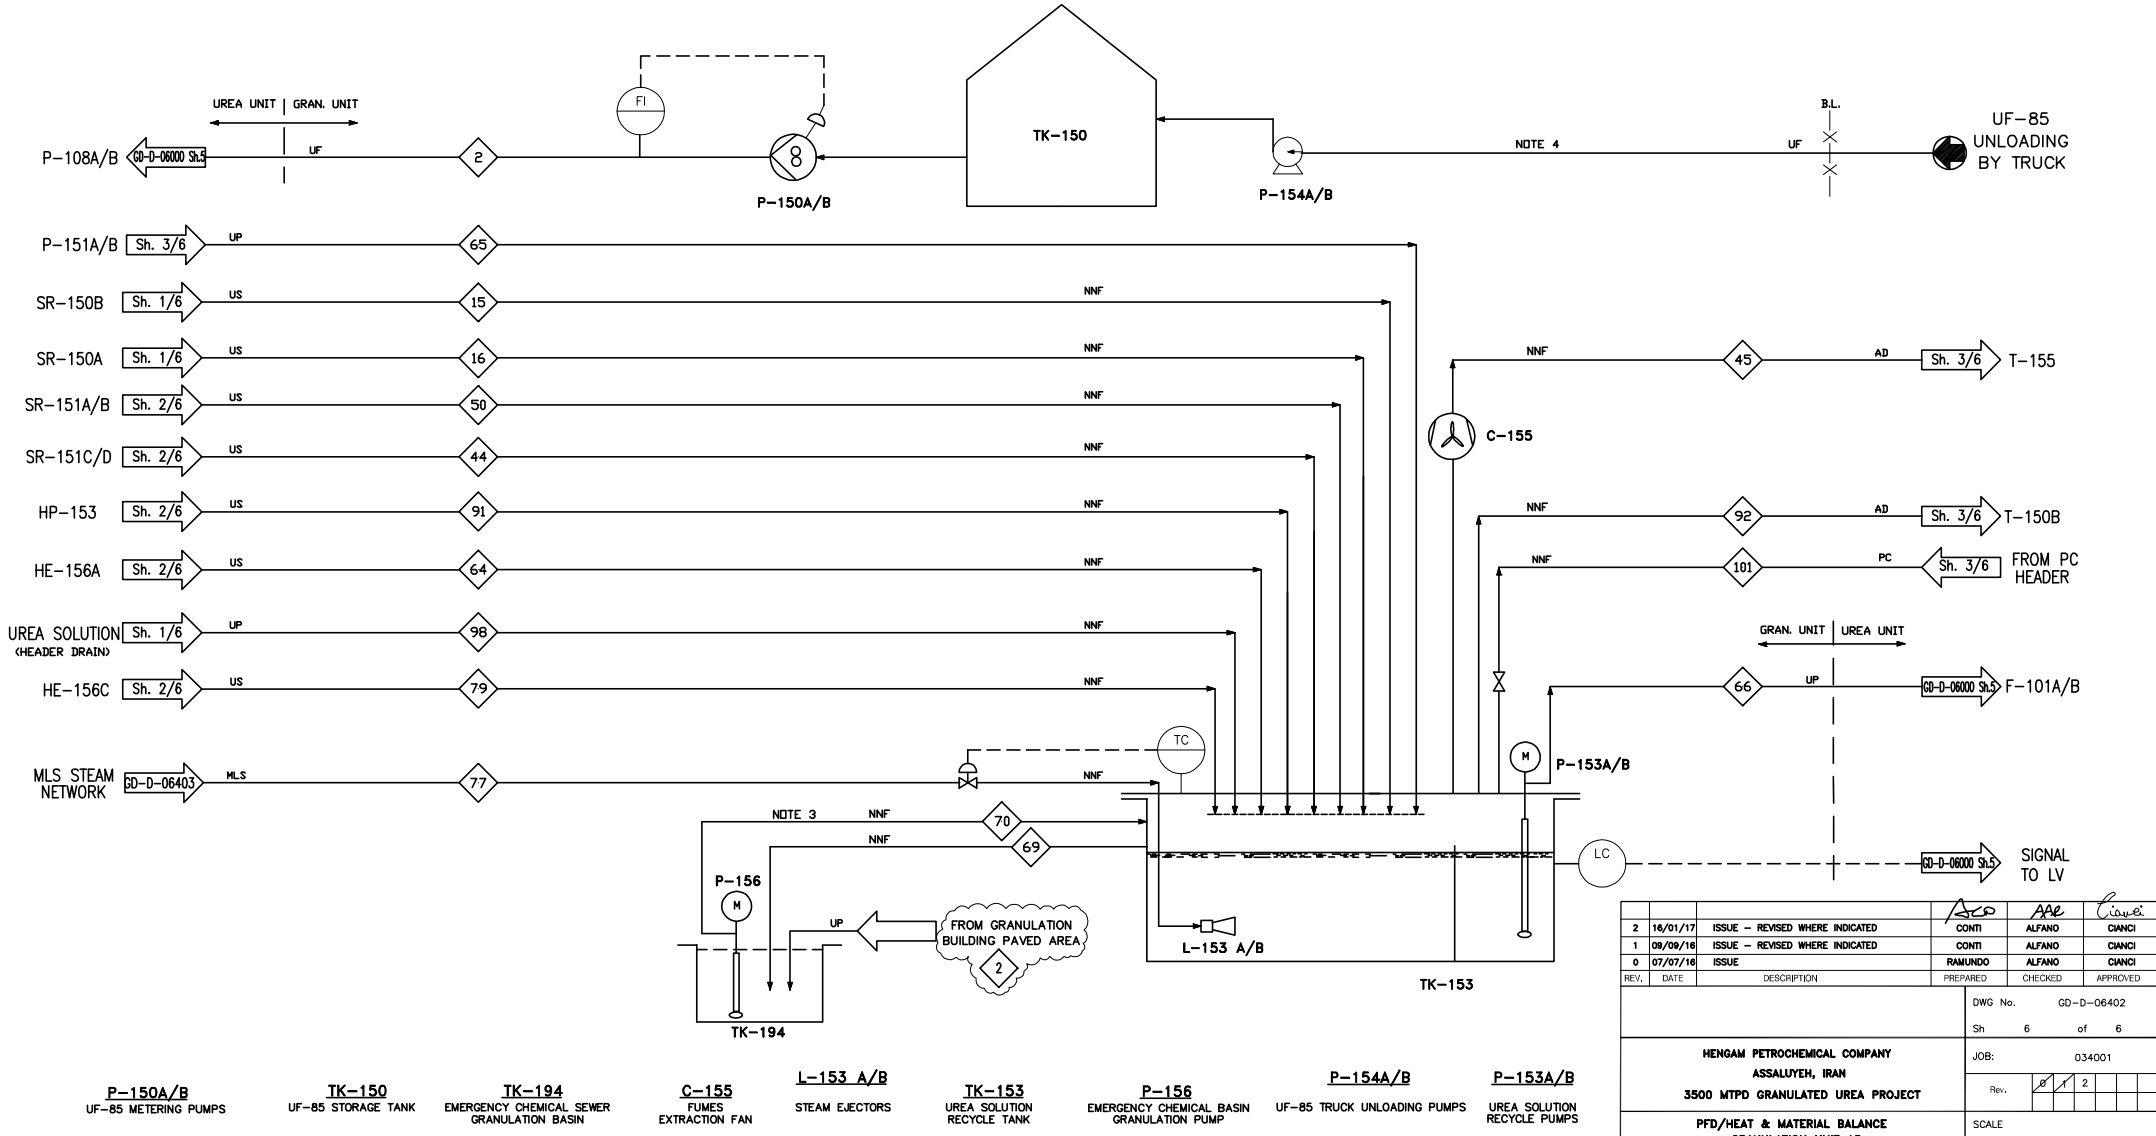 UREA UNIT | GRAN. UNIT
P-108A/B GD-D-06000 Sh.5 UF 2
FI
P-150A/B
TK-150
P-154A/B
NOTE 4
UF
B.L.
UF-85
UNLOADING
BY TRUCK
P-151A/B Sh. 3/6 UP 65
SR-150B Sh. 1/6 US 15 NNF
SR-150A Sh. 1/6 US 16 NNF
SR-151A/B Sh. 2/6 US 50 NNF
SR-151C/D Sh. 2/6 US 44 NNF
HP-153 Sh. 2/6 US 91 NNF
HE-156A Sh. 2/6 US 64 NNF
UREA SOLUTION Sh. 1/6 UP 98 NNF
(HEADER DRAIN)
HE-156C Sh. 2/6 US 79 NNF
MLS STEAM
NETWORK
GD-D-06403 MLS 77 NNF
TC
NNF 45 AD Sh. 3/6 T-155
C-155
NNF 92 AD Sh. 3/6 T-150B
NNF 101 PC Sh. 3/6 FROM PC
HEADER
GRAN. UNIT | UREA UNIT
66 UP GD-D-06000 Sh.5 F-101A/B
M
P-153A/B
NOTE 3 NNF 70
NNF 69
LC
GD-D-06000 Sh.5
SIGNAL
TO LV
P-156
M
UP
FROM GRANULATION
BUILDING PAVED AREA
2
L-153 A/B
TK-153
TK-194
P-150A/B
UF-85 METERING PUMPS
TK-150
UF-85 STORAGE TANK
TK-194
EMERGENCY CHEMICAL SEWER
GRANULATION BASIN
C-155
FUMES
EXTRACTION FAN
L-153 A/B
STEAM EJECTORS
TK-153
UREA SOLUTION
RECYCLE TANK
P-156
EMERGENCY CHEMICAL BASIN
GRANULATION PUMP
P-154A/B
UF-85 TRUCK UNLOADING PUMPS
P-153A/B
UREA SOLUTION
RECYCLE PUMPS
2 16/01/17 ISSUE - REVISED WHERE INDICATED CONTI ALFANO CIANCI
1 09/09/16 ISSUE - REVISED WHERE INDICATED CONTI ALFANO CIANCI
0 07/07/16 ISSUE RAMUNDO ALFANO CIANCI
REV. DATE DESCRIPTION PREPARED CHECKED APPROVED
DWG No. GD-D-06402
Sh 6 of 6
HENGAM PETROCHEMICAL COMPANY
ASSALUYEH, IRAN
3500 MTPD GRANULATED UREA PROJECT
JOB: 034001
Rev. 0 1 2
PFD/HEAT & MATERIAL BALANCE
SCALE